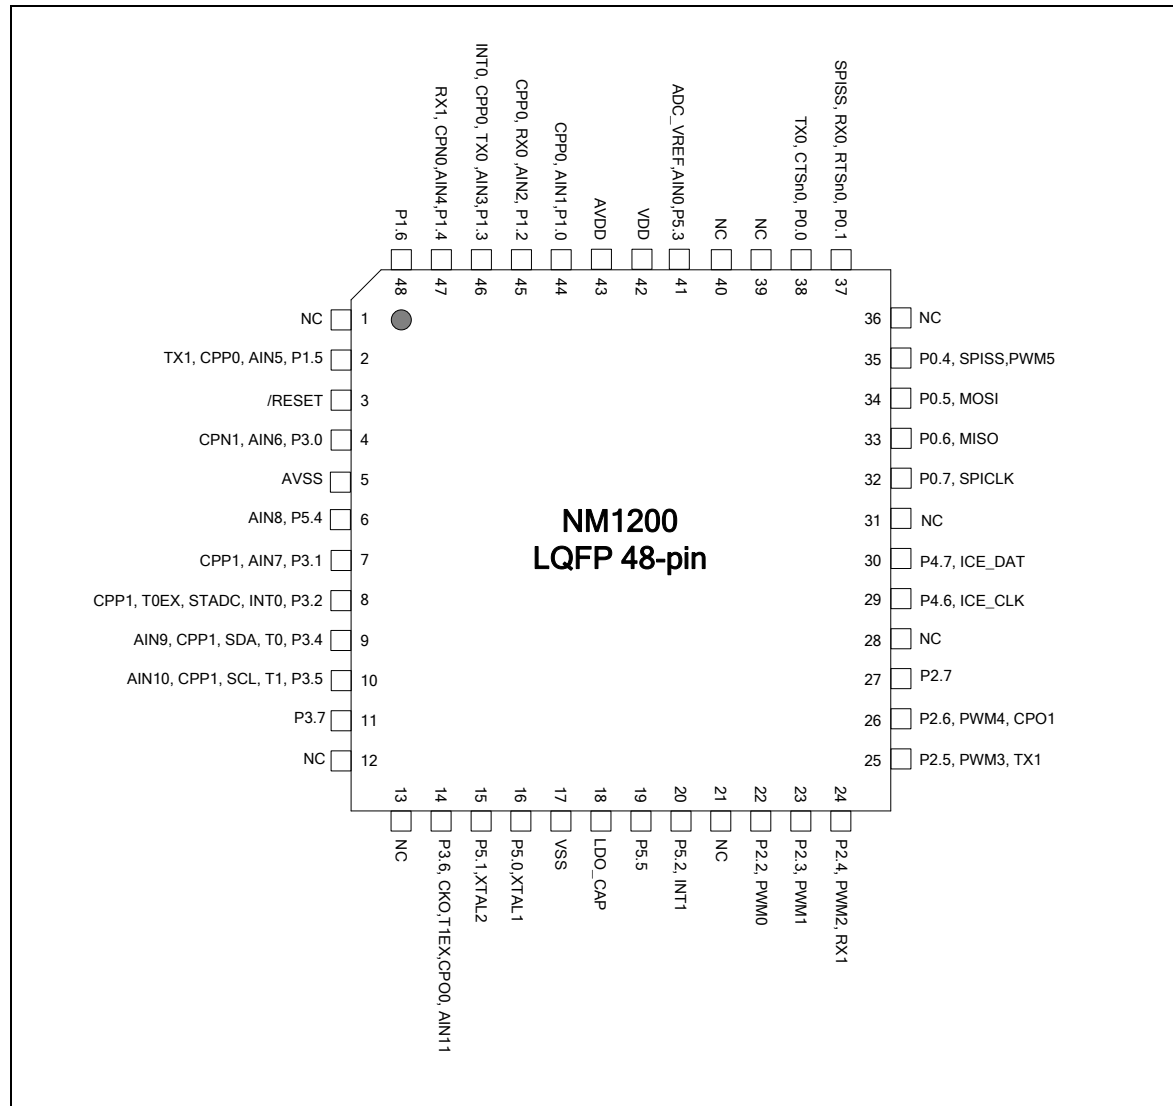 SPISS, RX0, RTSn0, P0.1
TX0, CTSn0, P0.0
NC
NC
ADC_VREF,AIN0,P5.3
VDD
AVDD
CPP0, AIN1,P1.0
CPP0, RX0 ,AIN2, P1.2
INT0, CPP0, TX0 ,AIN3,P1.3
RX1, CPN0,AIN4,P1.4
P1.6
48
47
46
45
44
43
42
41
40
39
38
37
NC 1
TX1, CPP0, AIN5, P1.5 2
/RESET 3
CPN1, AIN6, P3.0 4
AVSS 5
AIN8, P5.4 6
CPP1, AIN7, P3.1 7
CPP1, T0EX, STADC, INT0, P3.2 8
AIN9, CPP1, SDA, T0, P3.4 9
AIN10, CPP1, SCL, T1, P3.5 10
P3.7 11
NC 12
NM1200
LQFP 48-pin
36 NC
35 P0.4, SPISS,PWM5
34 P0.5, MOSI
33 P0.6, MISO
32 P0.7, SPICLK
31 NC
30 P4.7, ICE_DAT
29 P4.6, ICE_CLK
28 NC
27 P2.7
26 P2.6, PWM4, CPO1
25 P2.5, PWM3, TX1
13
14
15
16
17
18
19
20
21
22
23
24
NC
P3.6, CKO,T1EX,CPO0, AIN11
P5.1,XTAL2
P5.0,XTAL1
VSS
LDO_CAP
P5.5
P5.2, INT1
NC
P2.2, PWM0
P2.3, PWM1
P2.4, PWM2, RX1